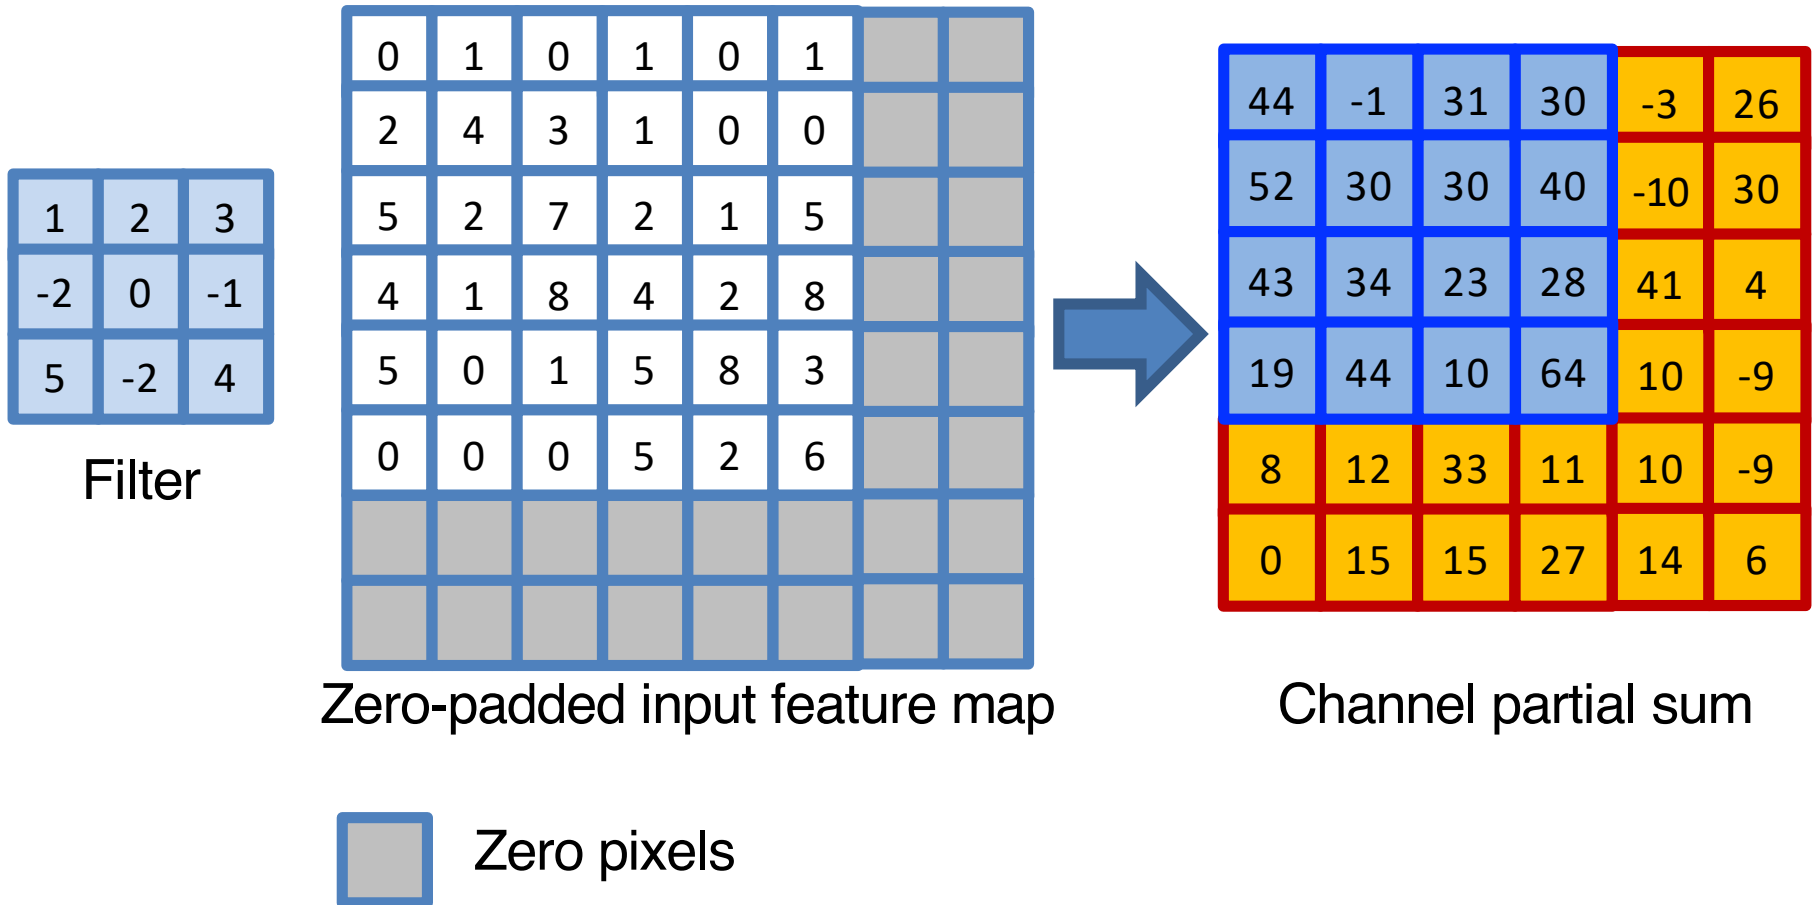 1 2 3
-2 0 -1
5 -2 4
Filter
0 1 0 1 0 1
2 4 3 1 0 0
5 2 7 2 1 5
4 1 8 4 2 8
5 0 1 5 8 3
0 0 0 5 2 6
Zero-padded input feature map
44 -1 31 30 -3 26
52 30 30 40 -10 30
43 34 23 28 41 4
19 44 10 64 10 -9
8 12 33 11 10 -9
0 15 15 27 14 6
Channel partial sum
Zero pixels